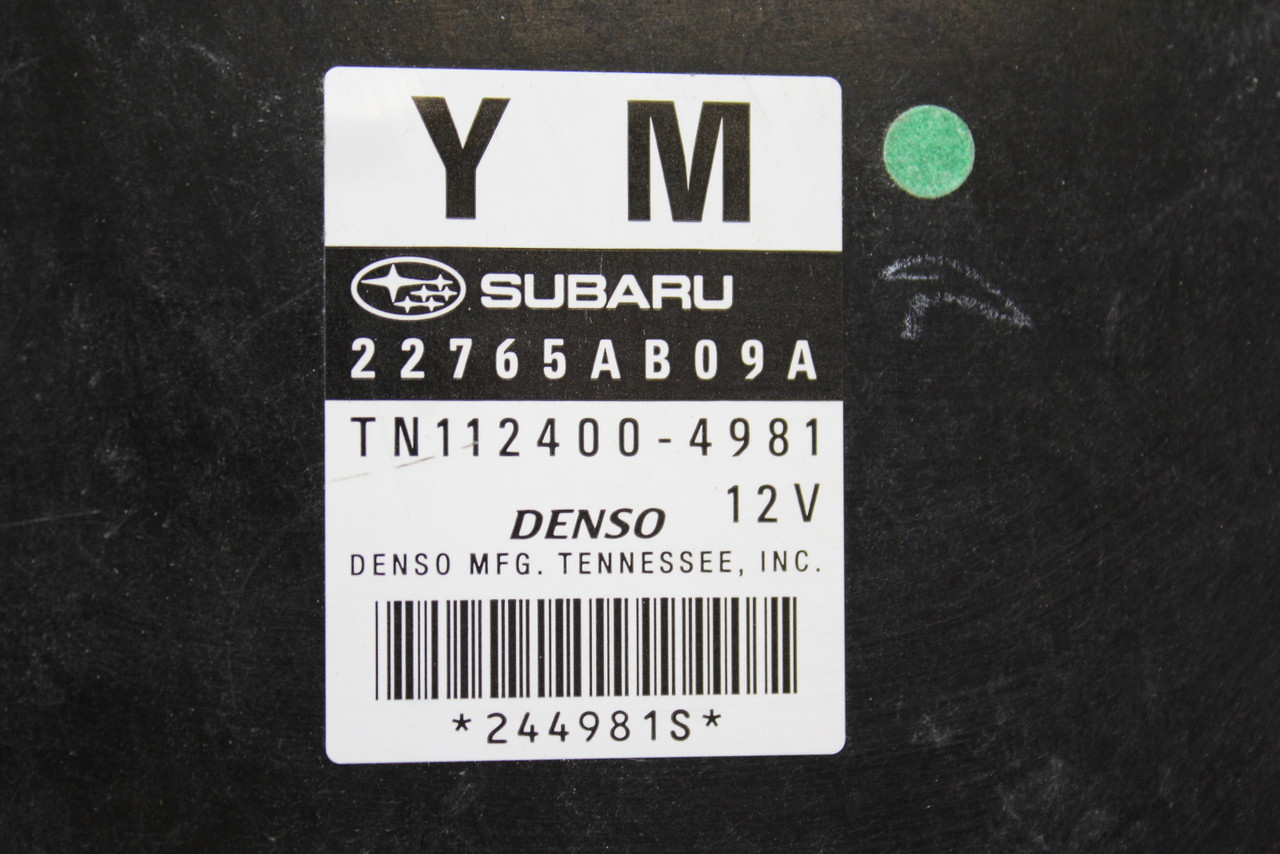 Y M
SUBARU
22765AB09A
TN112400-4981
12V
DENSO
DENSO MFG. TENNESSEE, INC.
*244981S*